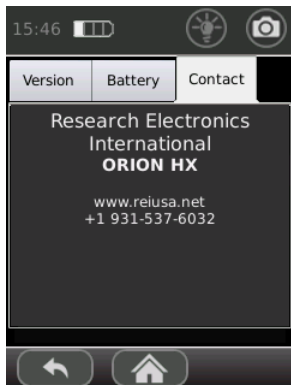 15:46
Version Battery Contact
Research Electronics
International
ORION HX
www.reiusa.net
+1 931-537-6032